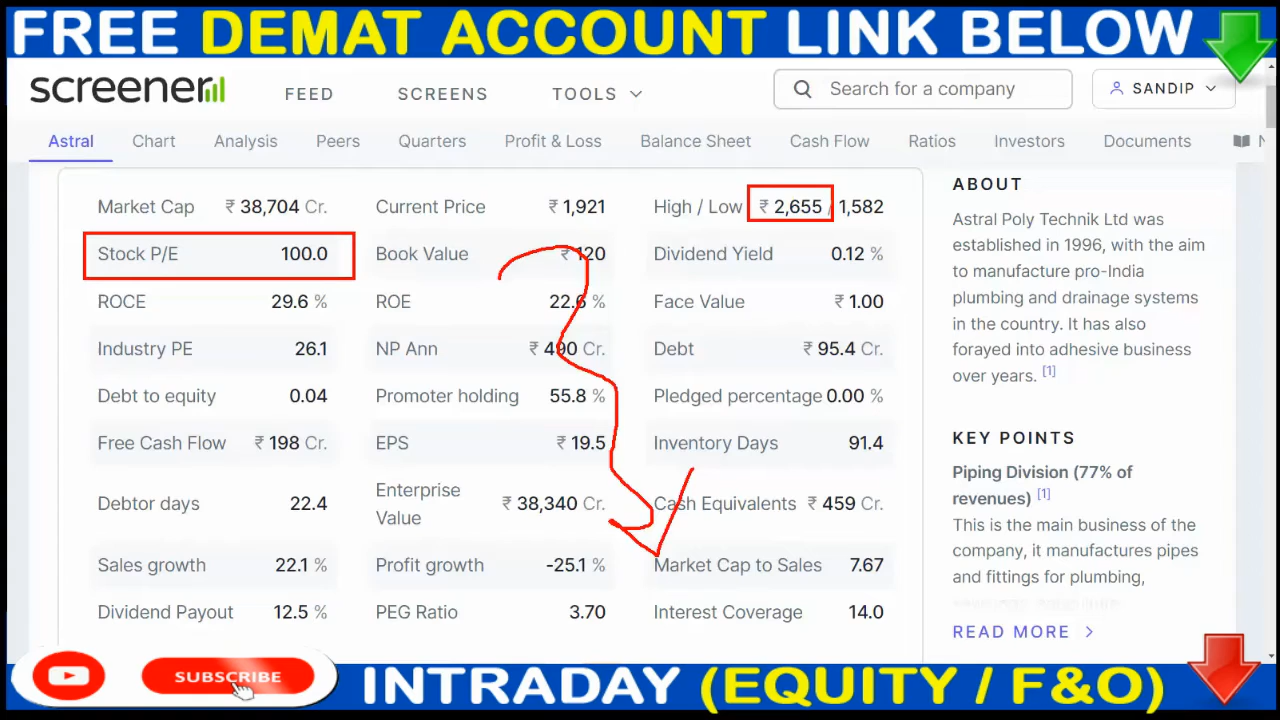 FREE DEMAT ACCOUNT LINK BELOW
screener FEED SCREENS TOOLS Search for a company SANDIP
Astral Chart Analysis Peers Quarters Profit & Loss Balance Sheet Cash Flow Ratios Investors Documents N
Market Cap ₹ 38,704 Cr. Current Price ₹ 1,921 High / Low ₹ 2,655 / 1,582
Stock P/E 100.0 Book Value ₹ 120 Dividend Yield 0.12 %
ROCE 29.6 % ROE 22.6 % Face Value ₹ 1.00
Industry PE 26.1 NP Ann ₹ 490 Cr. Debt ₹ 95.4 Cr.
Debt to equity 0.04 Promoter holding 55.8 % Pledged percentage 0.00 %
Free Cash Flow ₹ 198 Cr. EPS ₹ 19.5 Inventory Days 91.4
Debtor days 22.4 Enterprise Value ₹ 38,340 Cr. Cash Equivalents ₹ 459 Cr.
Sales growth 22.1 % Profit growth -25.1 % Market Cap to Sales 7.67
Dividend Payout 12.5 % PEG Ratio 3.70 Interest Coverage 14.0
ABOUT
Astral Poly Technik Ltd was
established in 1996, with the aim
to manufacture pro-India
plumbing and drainage systems
in the country. It has also
forayed into adhesive business
over years. [1]
KEY POINTS
Piping Division (77% of
revenues) [1]
This is the main business of the
company, it manufactures pipes
and fittings for plumbing,
READ MORE
SUBSCRIBE
INTRADAY (EQUITY / F&O)